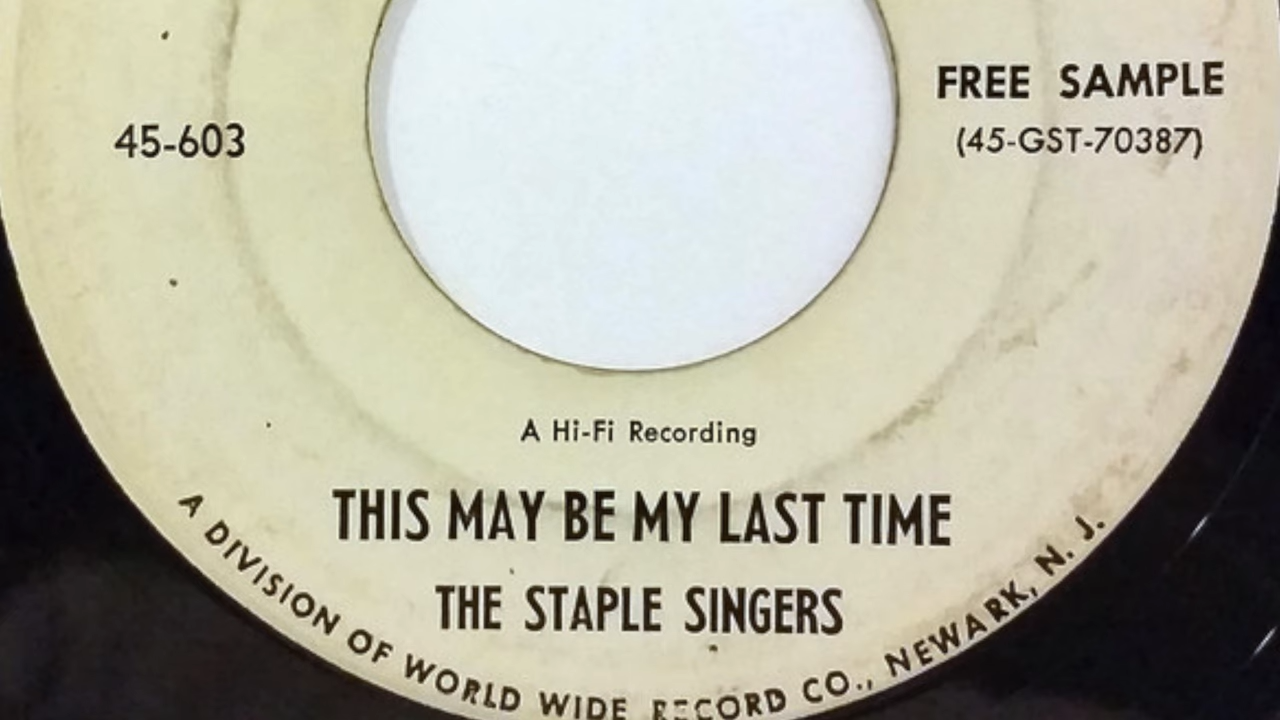 FREE SAMPLE
45-603
(45-GST-70387)
A Hi-Fi Recording
THIS MAY BE MY LAST TIME
THE STAPLE SINGERS
A DIVISION OF WORLD WIDE RECORD CO., NEWARK, N. J.